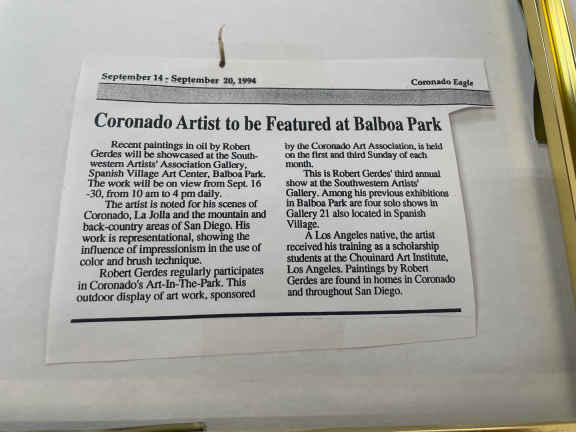 September 14 - September 20, 1994
Coronado Eagle
Coronado Artist to be Featured at Balboa Park
Recent paintings in oil by Robert
Gerdes will be showcased at the South-
western Artists' Association Gallery,
Spanish Village Art Center, Balboa Park.
The work will be on view from Sept. 16
-30, from 10 am to 4 pm daily.
The artist is noted for his scenes of
Coronado, La Jolla and the mountain and
back-country areas of San Diego. His
work is representational, showing the
influence of impressionism in the use of
color and brush technique.
Robert Gerdes regularly participates
in Coronado's Art-In-The-Park. This
outdoor display of art work, sponsored
by the Coronado Art Association, is held
on the first and third Sunday of each
month.
This is Robert Gerdes' third annual
show at the Southwestern Artists'
Gallery. Among his previous exhibitions
in Balboa Park are four solo shows in
Gallery 21 also located in Spanish
Village.
A Los Angeles native, the artist
received his training as a scholarship
students at the Chouinard Art Institute,
Los Angeles. Paintings by Robert
Gerdes are found in homes in Coronado
and throughout San Diego.